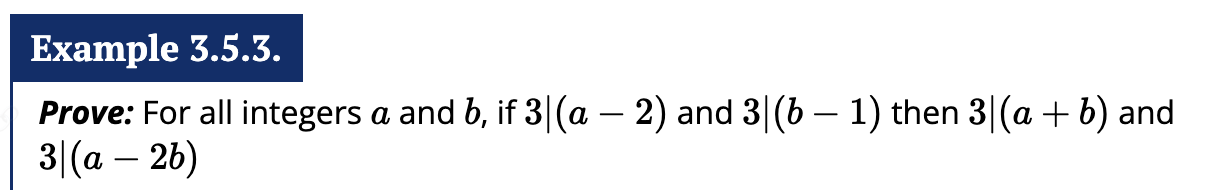 Example 3.5.3.
Prove: For all integers a and b, if 3|(a − 2) and 3|(b − 1) then 3|(a + b) and
3|(a − 2b)